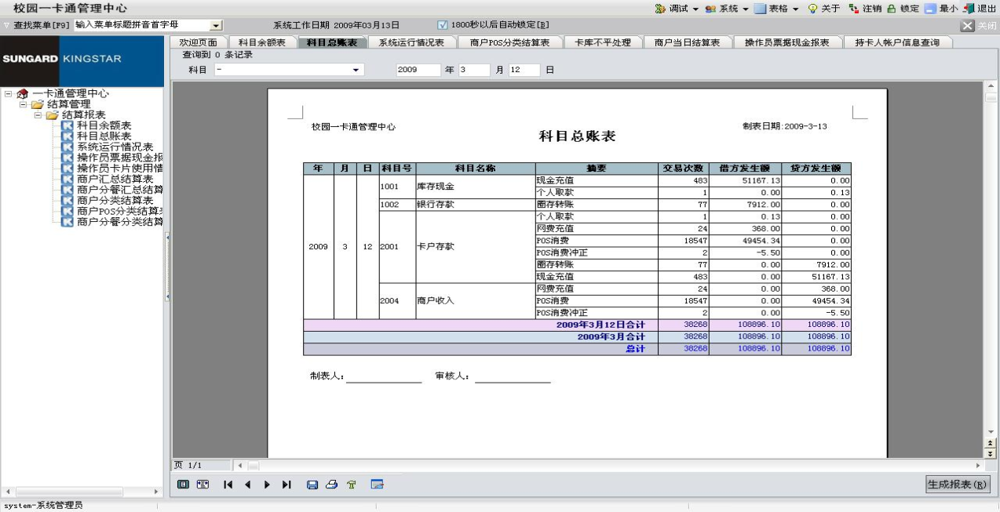 校园一卡通管理中心
调试 系统 表格 关于 注销 锁定 最小 退出
查找菜单[F9] 输入菜单标题拼音首字母 系统工作日期 2009年03月13日 1800秒以后自动锁定[B] 关闭
SUNGARD KINGSTAR
欢迎页面 科目余额表 科目总账表 系统运行情况表 商户POS分类结算表 卡库不平处理 商户当日结算表 操作员票据现金报表 持卡人帐户信息查询
查询到 0 条记录
科目 - 2009 年 3 月 12 日
一卡通管理中心
结算管理
结算报表
科目余额表
科目总账表
系统运行情况表
操作员票据现金报
操作员卡片使用情
商户汇总结算表
商户分餐汇总结算
商户分类结算表
商户POS分类结算
商户分餐分类结算
校园一卡通管理中心
制表日期:2009-3-13
科目总账表
年 月 日 科目号 科目名称 摘要 交易次数 借方发生额 贷方发生额
2009 3 12
1001 库存现金 现金充值 483 51167.13 0.00
个人取款 1 0.00 0.13
1002 银行存款 圈存转账 77 7912.00 0.00
2001 卡户存款 个人取款 1 0.13 0.00
网费充值 24 368.00 0.00
POS消费 18547 49454.34 0.00
POS消费冲正 2 -5.50 0.00
圈存转账 77 0.00 7912.00
现金充值 483 0.00 51167.13
2004 商户收入 网费充值 24 0.00 368.00
POS消费 18547 0.00 49454.34
POS消费冲正 2 0.00 -5.50
2009年3月12日合计 38268 108896.10 108896.10
2009年3月合计 38268 108896.10 108896.10
总计 38268 108896.10 108896.10
制表人: 审核人:
页 1/1
生成报表(R)
system-系统管理员